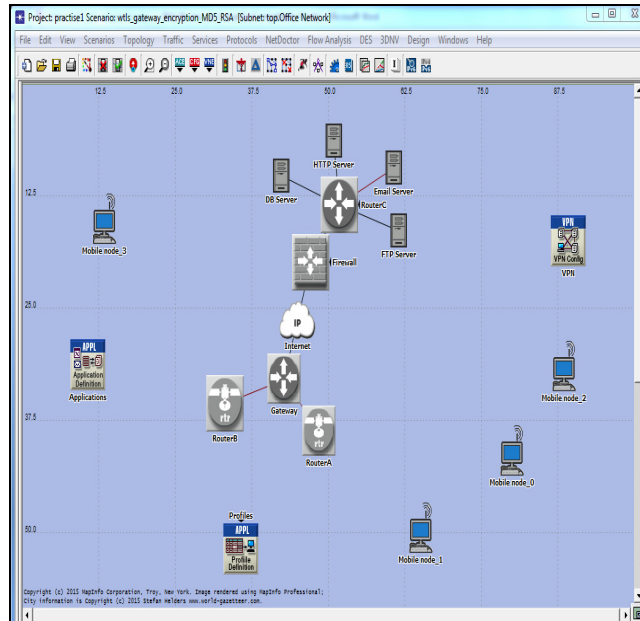 Project: practise1 Scenario: wtls_gateway_encryption_MD5_RSA [Subnet: top.Office Network]
File Edit View Scenarios Topology Traffic Services Protocols NetDoctor Flow Analysis DES 3DNV Design Windows Help
12.5 25.0 37.5 50.0 62.5 75.0 87.5
HTTP Server
DB Server
Email Server
RouterC
12.5
FTP Server
Mobile node_3
VPN
VPN Config
VPN
Firewall
25.0
IP
Internet
APPL
Application
Definition
Applications
Gateway
Mobile node_2
rtr
RouterB
37.5
rtr
RouterA
Mobile node_0
Profiles
50.0
APPL
Profile
Definition
Mobile node_1
Copyright (c) 2015 MapInfo Corporation, Troy, New York. Image rendered using MapInfo Professional;
City information is Copyright (c) 2015 Stefan Helders www.world-gazetteer.com.